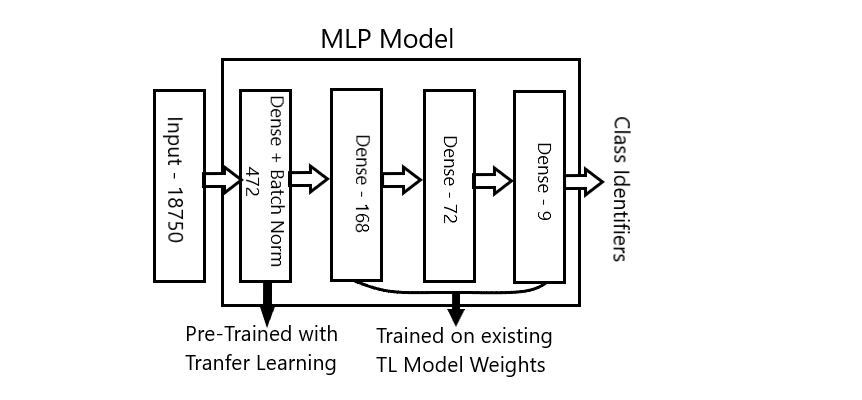 MLP Model
Input - 18750
Dense + Batch Norm
472
Dense - 168
Dense - 72
Dense - 9
Class Identifiers
Pre-Trained with
Tranfer Learning
Trained on existing
TL Model Weights